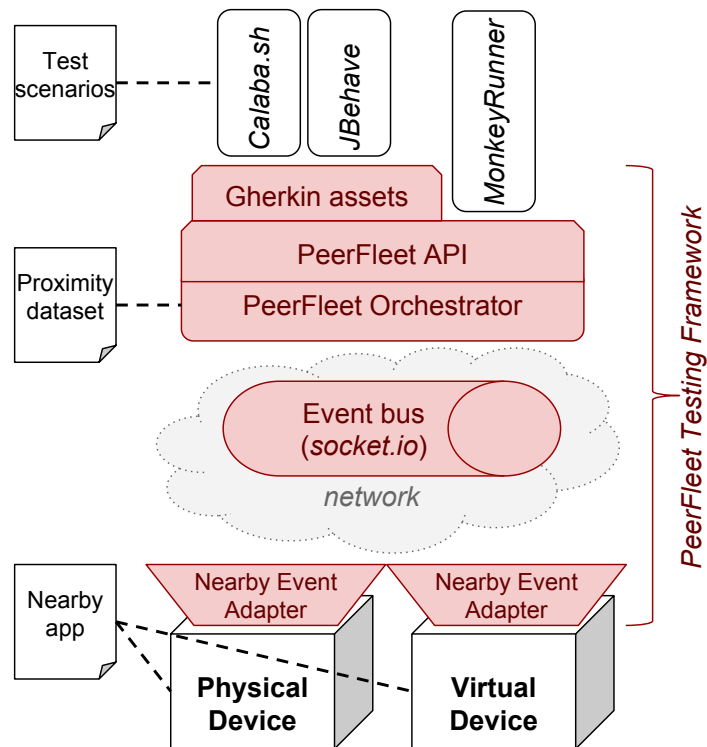 Test
scenarios
Calaba.sh
JBehave
MonkeyRunner
Gherkin assets
PeerFleet API
Proximity
dataset
PeerFleet Orchestrator
Event bus
(socket.io)
network
PeerFleet Testing Framework
Nearby
app
Nearby Event
Adapter
Nearby Event
Adapter
Physical
Device
Virtual
Device